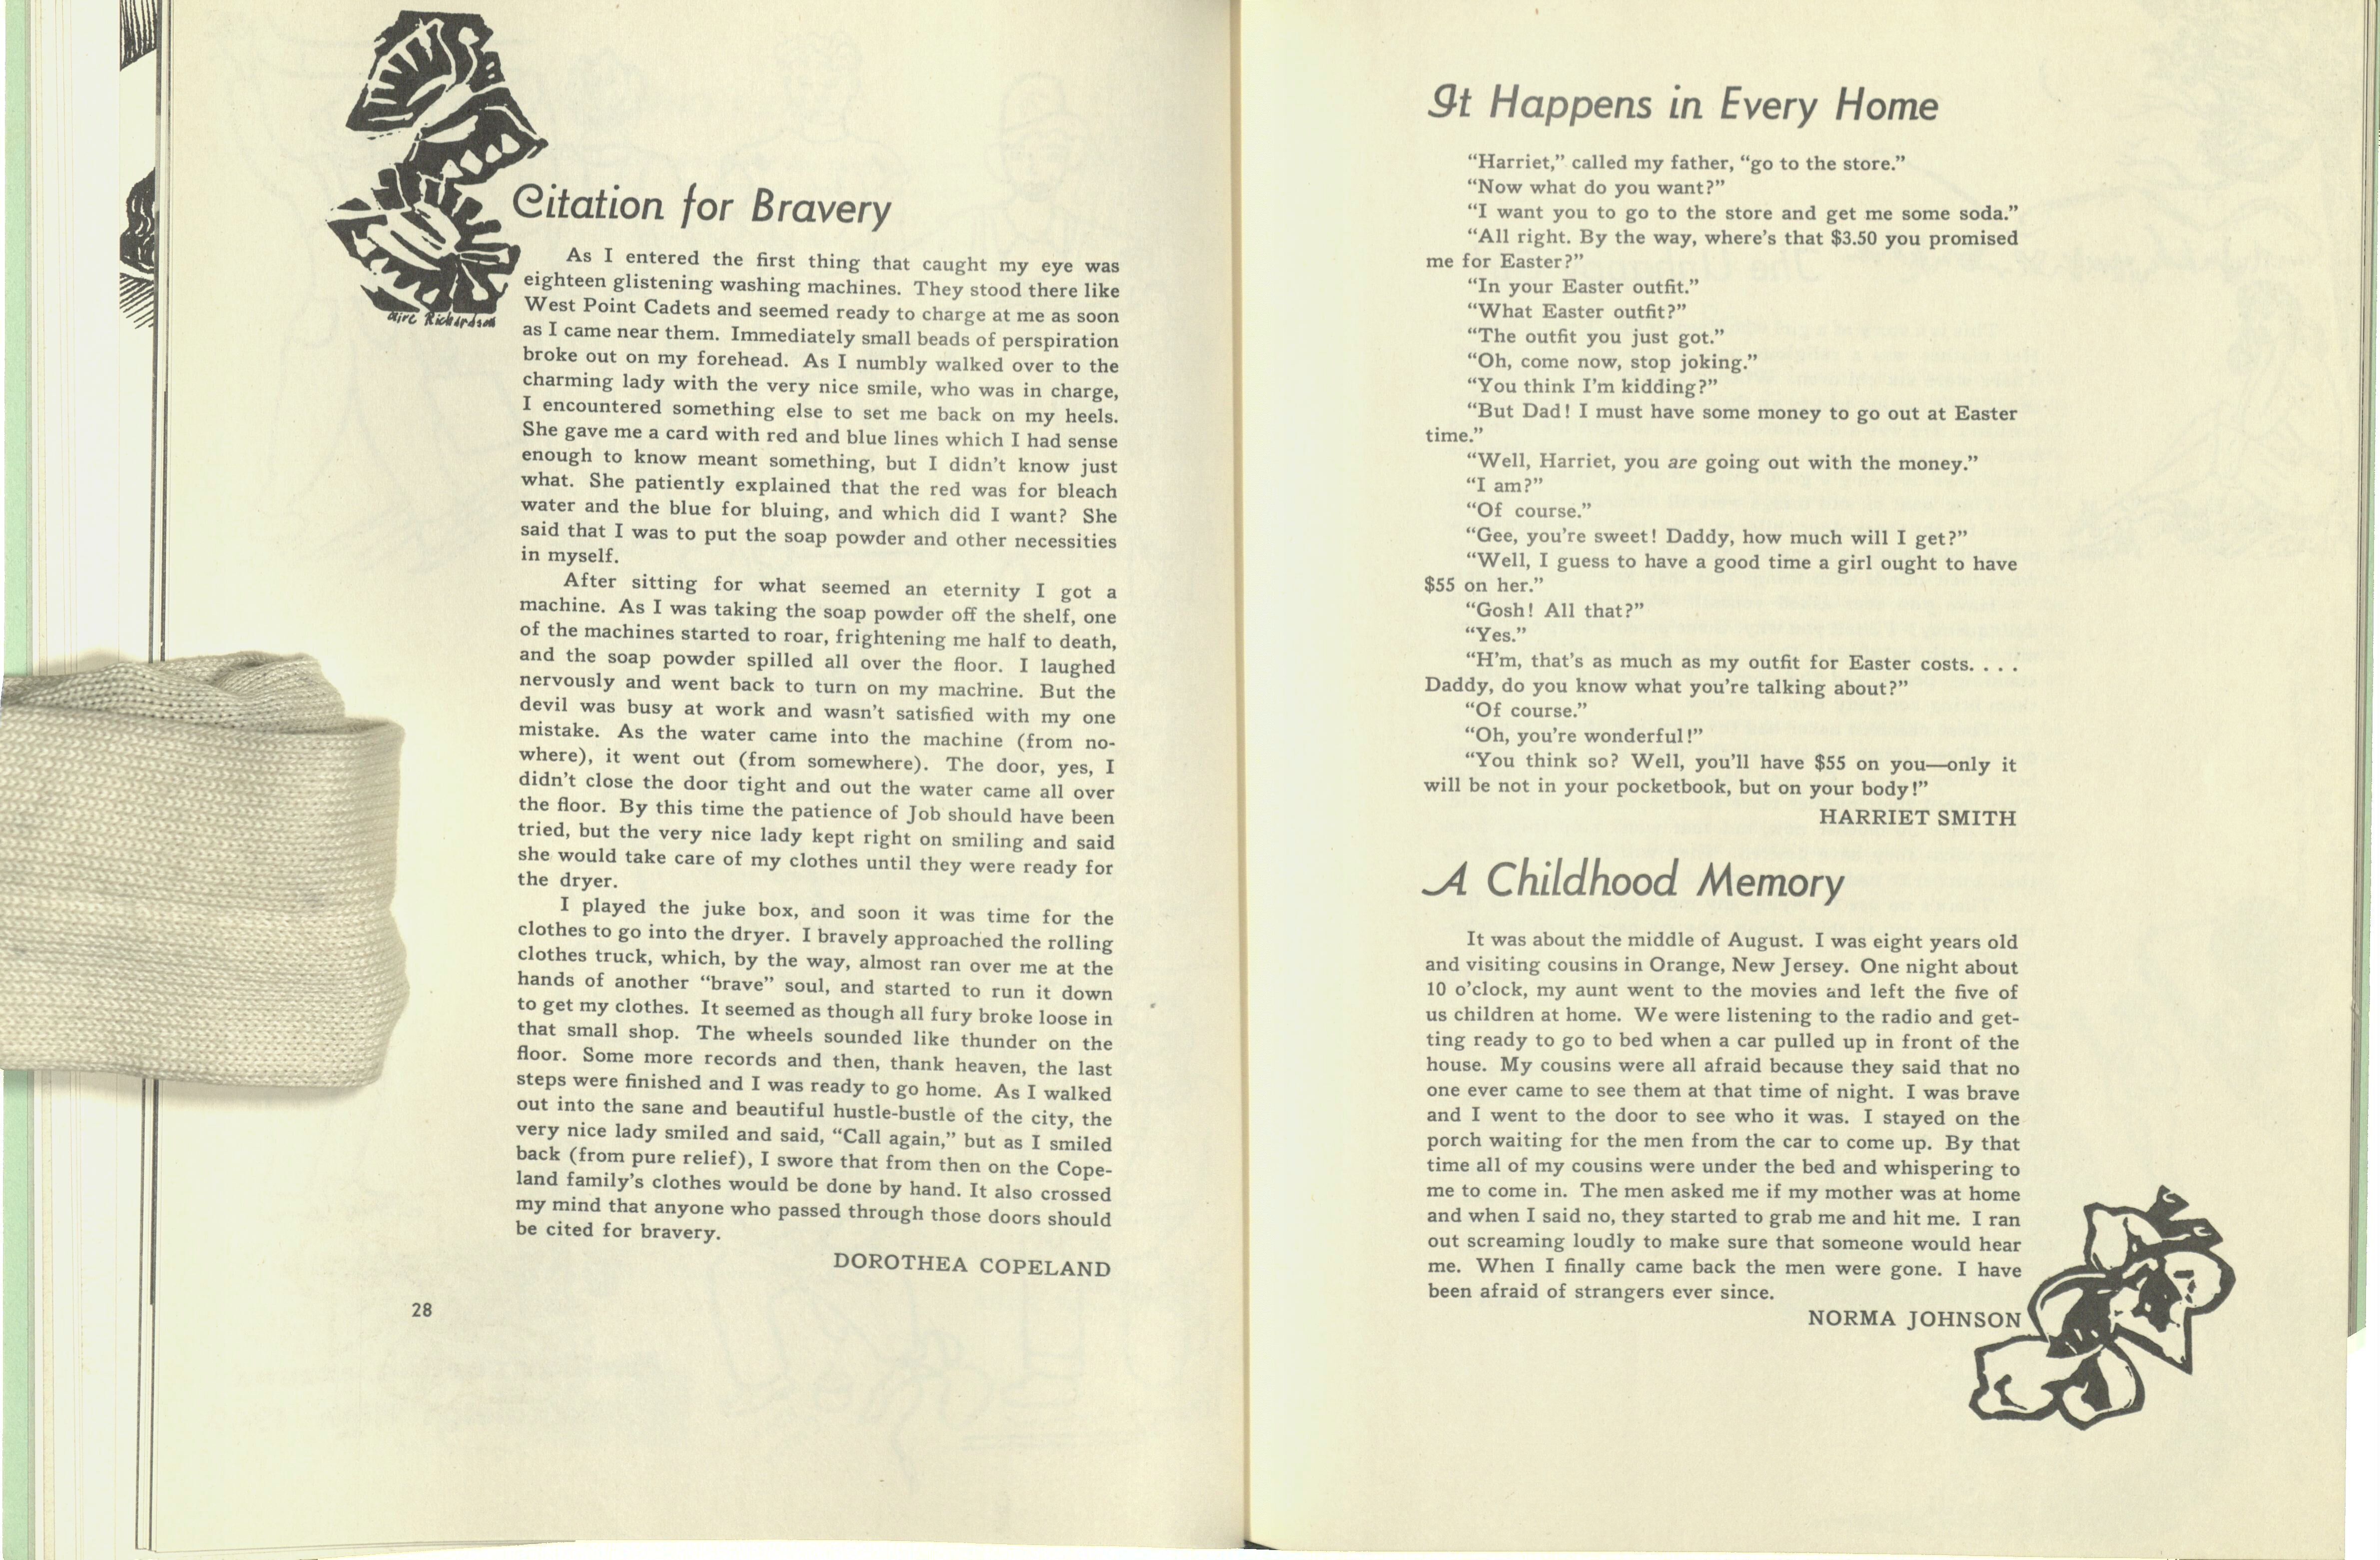 Citation for Bravery
As I entered the first thing that caught my eye was
eighteen glistening washing machines. They stood there like
West Point Cadets and seemed ready to charge at me as soon
as I came near them. Immediately small beads of perspiration
broke out on my forehead. As I numbly walked over to the
charming lady with the very nice smile, who was in charge,
I encountered something else to set me back on my heels.
She gave me a card with red and blue lines which I had sense
enough to know meant something, but I didn't know just
what. She patiently explained that the red was for bleach
water and the blue for bluing, and which did I want? She
said that I was to put the soap powder and other necessities
in myself.
After sitting for what seemed an eternity I got a
machine. As I was taking the soap powder off the shelf, one
of the machines started to roar, frightening me half to death,
and the soap powder spilled all over the floor. I laughed
nervously and went back to turn on my machine. But the
devil was busy at work and wasn't satisfied with my one
mistake. As the water came into the machine (from no-
where), it went out (from somewhere). The door, yes, I
didn't close the door tight and out the water came all over
the floor. By this time the patience of Job should have been
tried, but the very nice lady kept right on smiling and said
she would take care of my clothes until they were ready for
the dryer.
I played the juke box, and soon it was time for the
clothes to go into the dryer. I bravely approached the rolling
clothes truck, which, by the way, almost ran over me at the
hands of another “brave” soul, and started to run it down
to get my clothes. It seemed as though all fury broke loose in
that small shop. The wheels sounded like thunder on the
floor. Some more records and then, thank heaven, the last
steps were finished and I was ready to go home. As I walked
out into the sane and beautiful hustle-bustle of the city, the
very nice lady smiled and said, “Call again,” but as I smiled
back (from pure relief), I swore that from then on the Cope-
land family's clothes would be done by hand. It also crossed
my mind that anyone who passed through those doors should
be cited for bravery.
DOROTHEA COPELAND
28
It Happens in Every Home
“Harriet,” called my father, “go to the store.”
“Now what do you want?”
“I want you to go to the store and get me some soda.”
“All right. By the way, where's that $3.50 you promised
me for Easter?”
“In your Easter outfit.”
“What Easter outfit?”
“The outfit you just got.”
“Oh, come now, stop joking.”
“You think I'm kidding?”
“But Dad! I must have some money to go out at Easter
time.”
“Well, Harriet, you are going out with the money.”
“I am?”
“Of course.”
“Gee, you're sweet! Daddy, how much will I get?”
“Well, I guess to have a good time a girl ought to have
$55 on her.”
“Gosh! All that?”
“Yes.”
“H'm, that's as much as my outfit for Easter costs. . . .
Daddy, do you know what you're talking about?”
“Of course.”
“Oh, you're wonderful!”
“You think so? Well, you'll have $55 on you—only it
will be not in your pocketbook, but on your body!”
HARRIET SMITH
A Childhood Memory
It was about the middle of August. I was eight years old
and visiting cousins in Orange, New Jersey. One night about
10 o'clock, my aunt went to the movies and left the five of
us children at home. We were listening to the radio and get-
ting ready to go to bed when a car pulled up in front of the
house. My cousins were all afraid because they said that no
one ever came to see them at that time of night. I was brave
and I went to the door to see who it was. I stayed on the
porch waiting for the men from the car to come up. By that
time all of my cousins were under the bed and whispering to
me to come in. The men asked me if my mother was at home
and when I said no, they started to grab me and hit me. I ran
out screaming loudly to make sure that someone would hear
me. When I finally came back the men were gone. I have
been afraid of strangers ever since.
NORMA JOHNSON